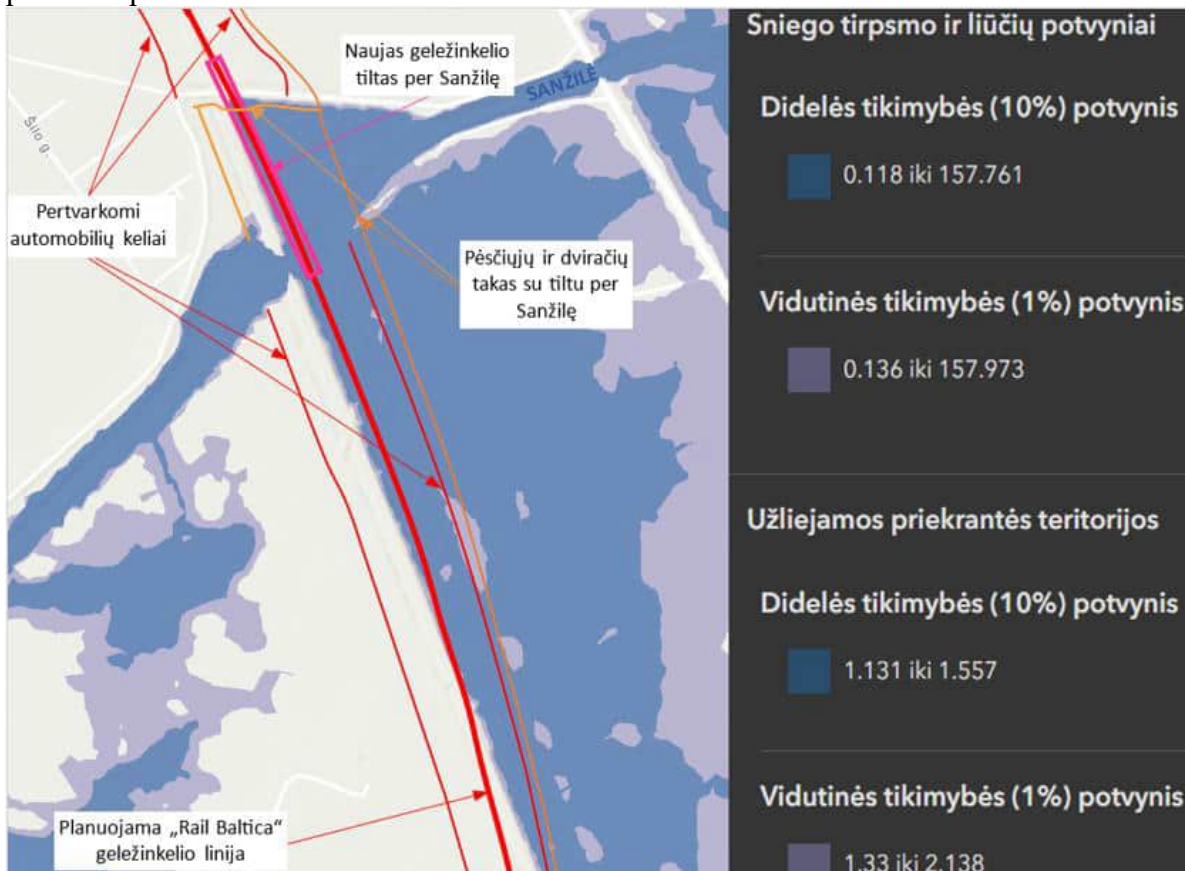 Naujas geležinkelio
tiltas per Sanžilę
SANŽILĖ
Šilo g.
Pertvarkomi
automobilių keliai
Pėsčiųjų ir dviračių
takas su tiltu per
Sanžilę
Planuojama „Rail Baltica“
geležinkelio linija
Sniego tirpsmo ir liūčių potvyniai
Didelės tikimybės (10%) potvynis
0.118 iki 157.761
Vidutinės tikimybės (1%) potvynis
0.136 iki 157.973
Užliejamos priekrantės teritorijos
Didelės tikimybės (10%) potvynis
1.131 iki 1.557
Vidutinės tikimybės (1%) potvynis
1.33 iki 2.138